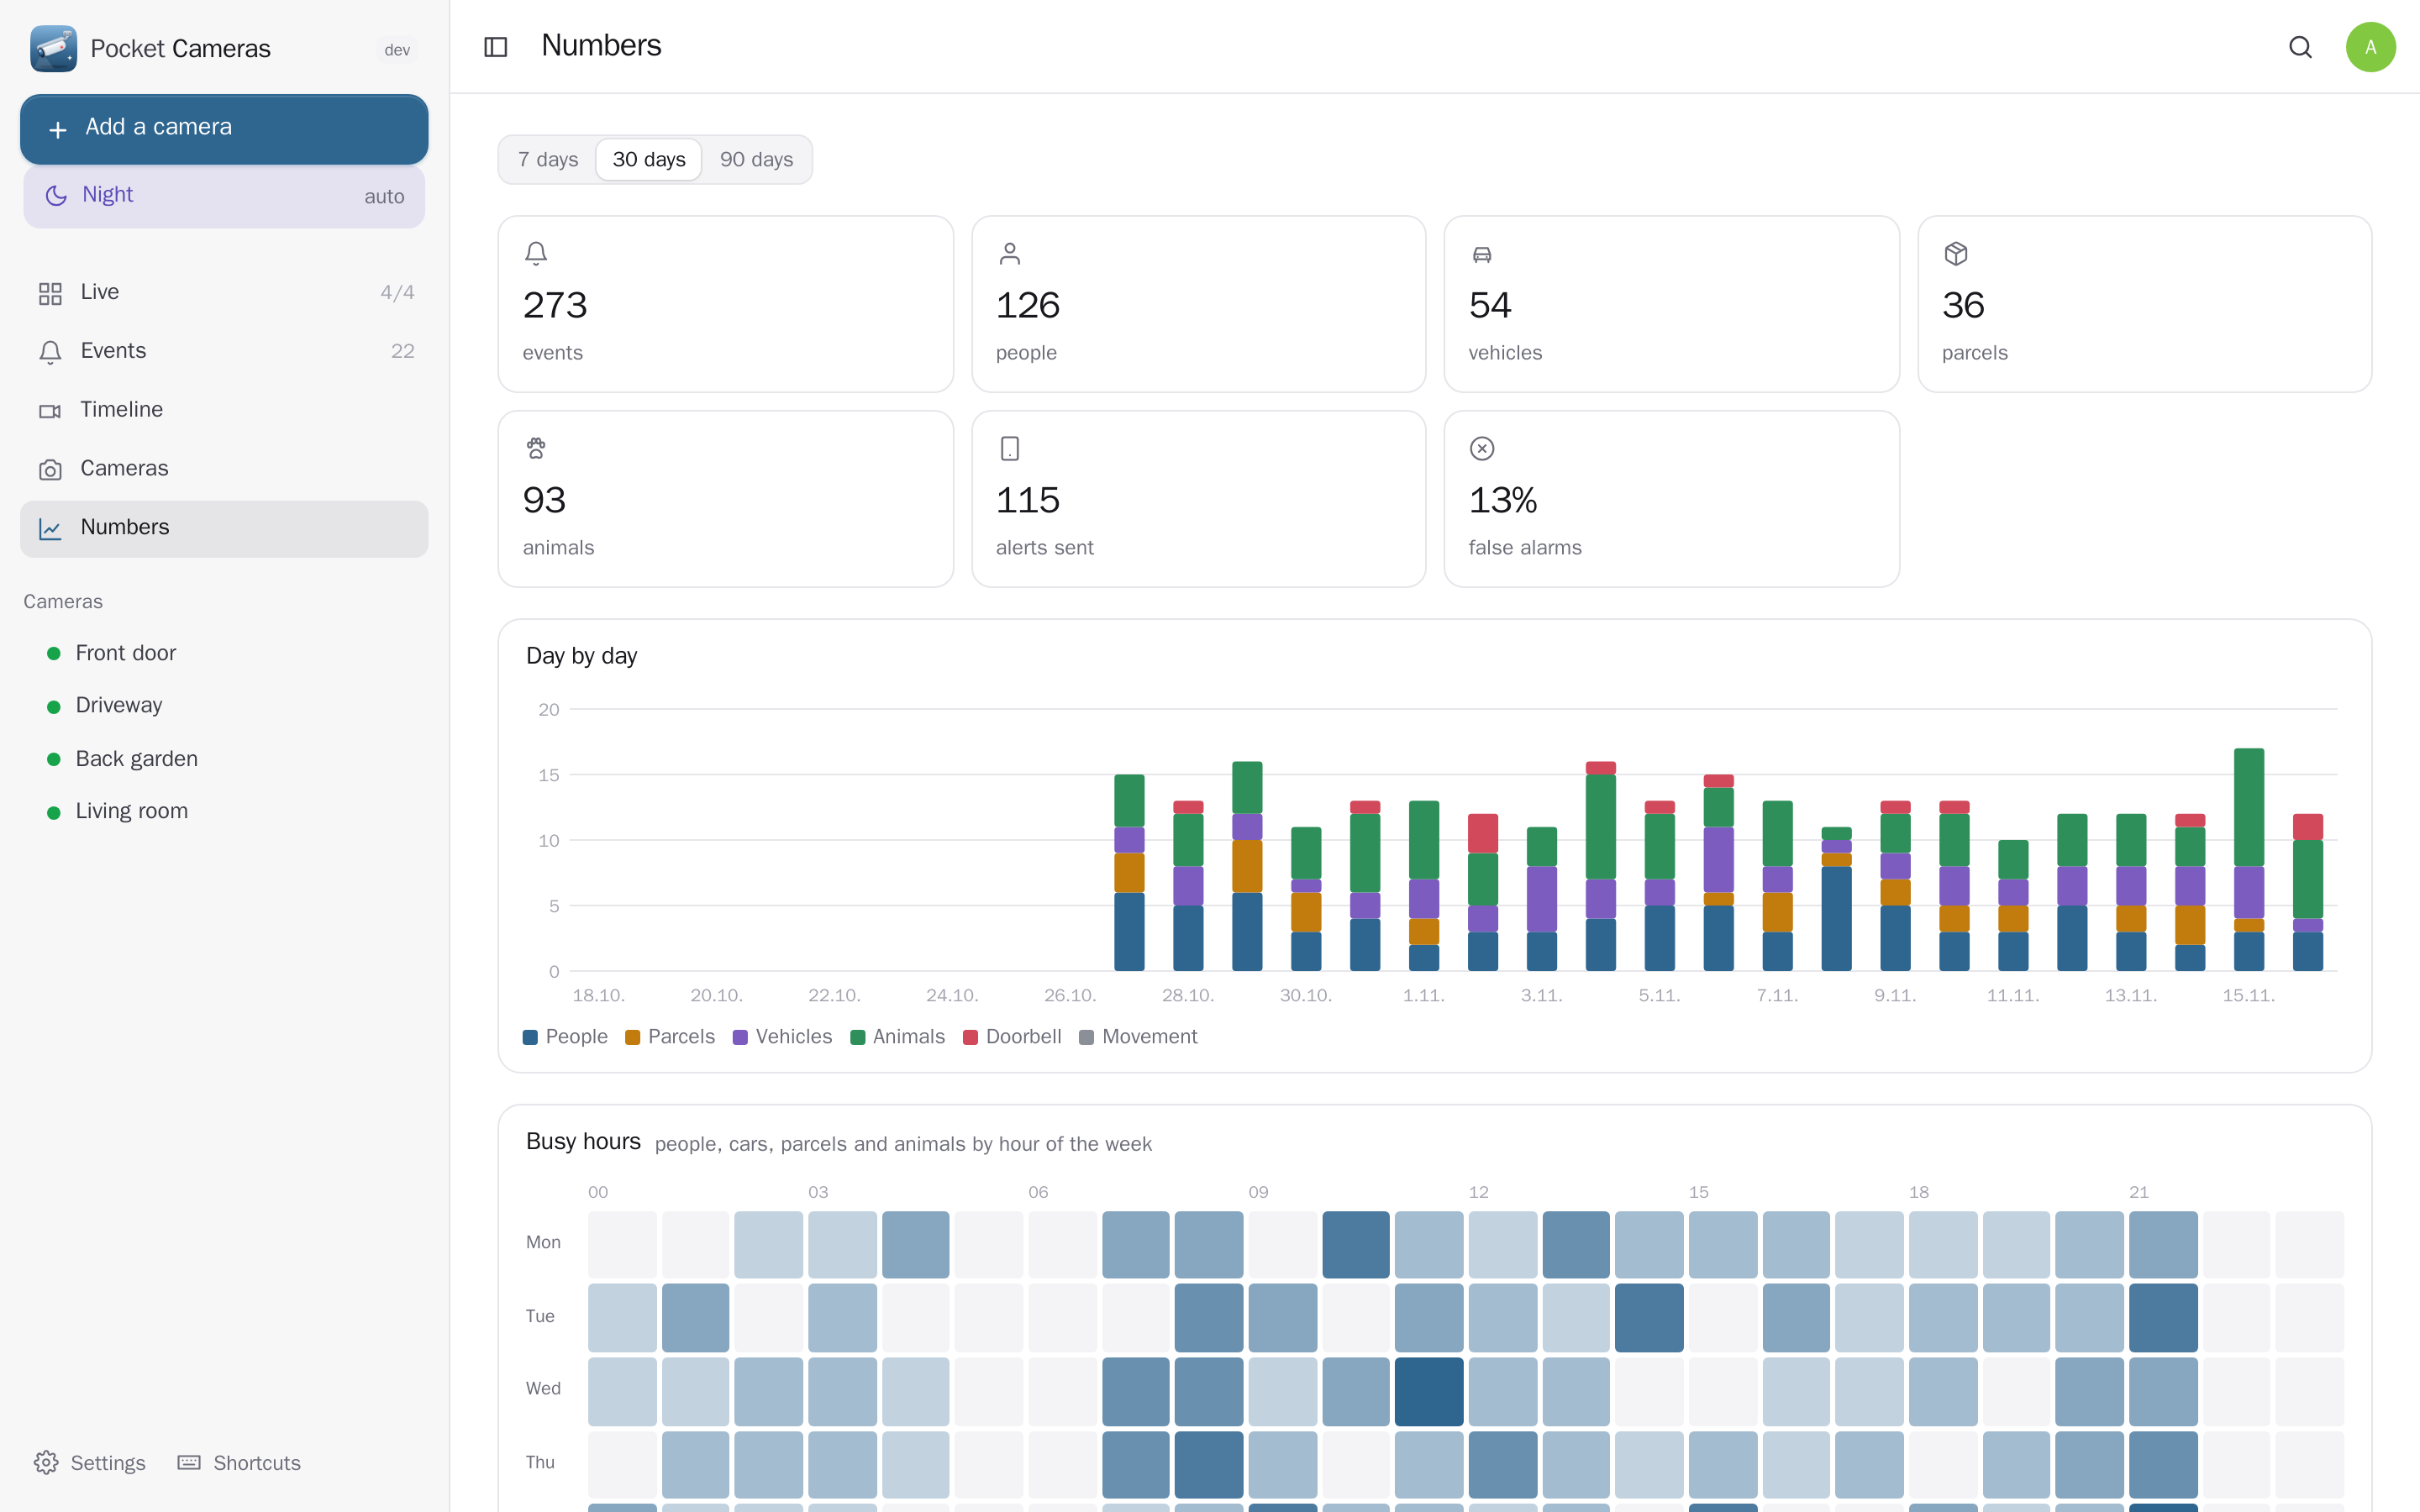 Pocket Cameras
dev
Add a camera
Night
auto
Live
4/4
Events
22
Timeline
Cameras
Numbers
Cameras
Front door
Driveway
Back garden
Living room
Settings
Shortcuts
Numbers
A
7 days
30 days
90 days
273
events
126
people
54
vehicles
36
parcels
93
animals
115
alerts sent
13%
false alarms
Day by day
20
15
10
5
0
18.10. 20.10. 22.10. 24.10. 26.10. 28.10. 30.10. 1.11. 3.11. 5.11. 7.11. 9.11. 11.11. 13.11. 15.11.
People Parcels Vehicles Animals Doorbell Movement
Busy hours people, cars, parcels and animals by hour of the week
00 03 06 09 12 15 18 21
Mon
Tue
Wed
Thu